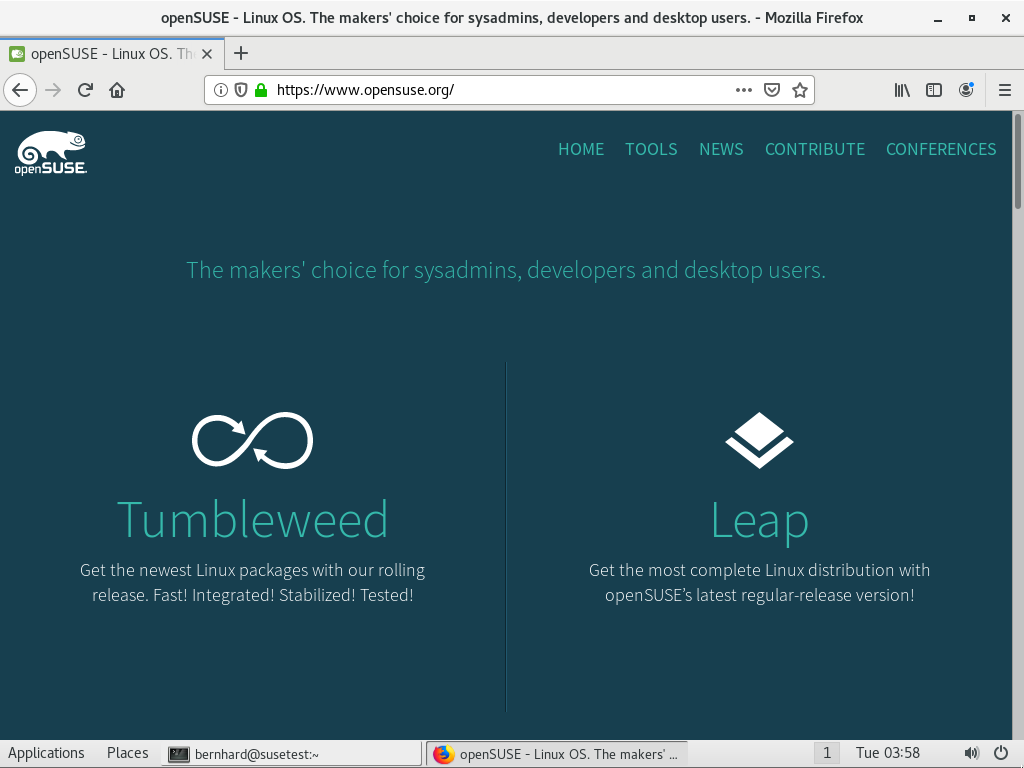 openSUSE - Linux OS. The makers' choice for sysadmins, developers and desktop users. - Mozilla Firefox
openSUSE - Linux OS. Th
https://www.opensuse.org/
openSUSE
HOME TOOLS NEWS CONTRIBUTE CONFERENCES
The makers' choice for sysadmins, developers and desktop users.
Tumbleweed
Get the newest Linux packages with our rolling
release. Fast! Integrated! Stabilized! Tested!
Leap
Get the most complete Linux distribution with
openSUSE’s latest regular-release version!
Applications Places bernhard@susetest:~ openSUSE - Linux OS. The makers' ... 1 Tue 03:58